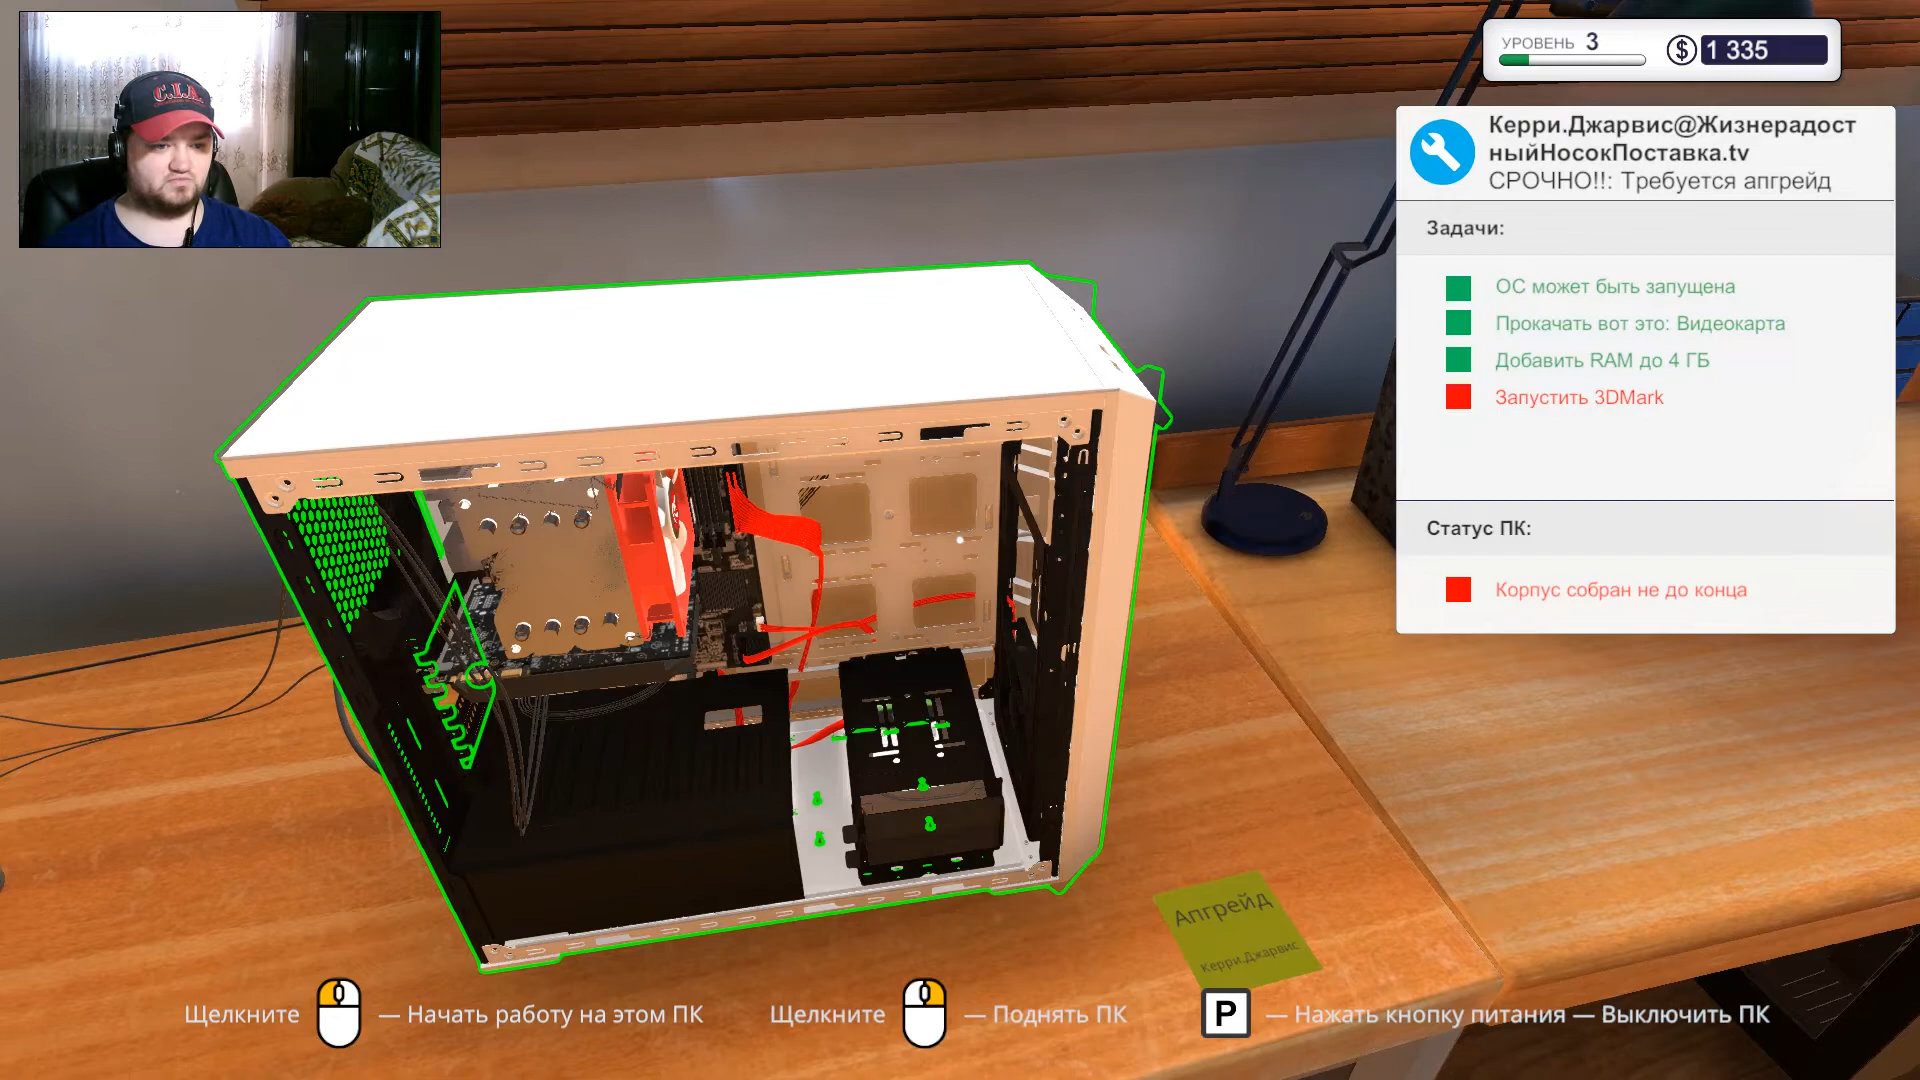 C.I.A.
УРОВЕНЬ 3
$ 1 335
Керри.Джарвис@Жизнерадост
ныйНосокПоставка.tv
СРОЧНО!!: Требуется апгрейд
Задачи:
ОС может быть запущена
Прокачать вот это: Видеокарта
Добавить RAM до 4 ГБ
Запустить 3DMark
Статус ПК:
Корпус собран не до конца
Апгрейд
Керри.Джарвис
Щелкните — Начать работу на этом ПК
Щелкните — Поднять ПК
P — Нажать кнопку питания — Выключить ПК